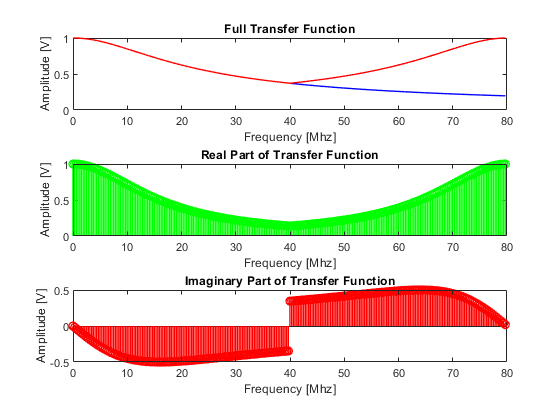 Full Transfer Function
1
0.5
0
Amplitude [V]
0 10 20 30 40 50 60 70 80
Frequency [Mhz]
Real Part of Transfer Function
1
0.5
0
Amplitude [V]
0 10 20 30 40 50 60 70 80
Frequency [Mhz]
Imaginary Part of Transfer Function
0.5
0
-0.5
Amplitude [V]
0 10 20 30 40 50 60 70 80
Frequency [Mhz]